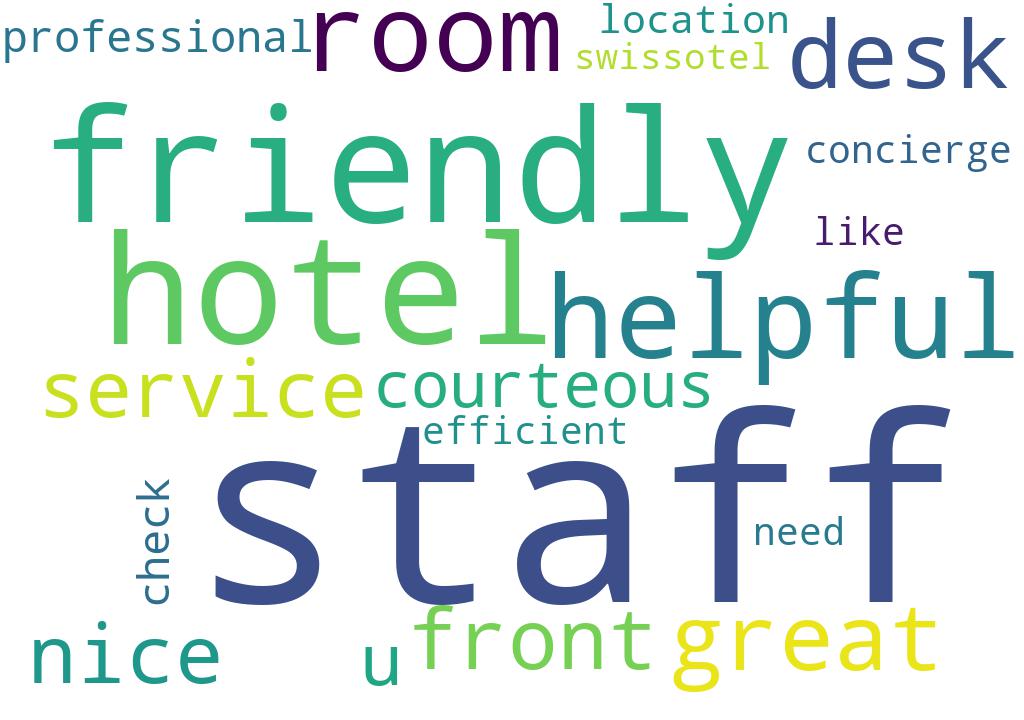 professional room location desk
swissotel
friendly concierge
like
hotel helpful
service courteous
efficient
staff
need
check
nice u front great